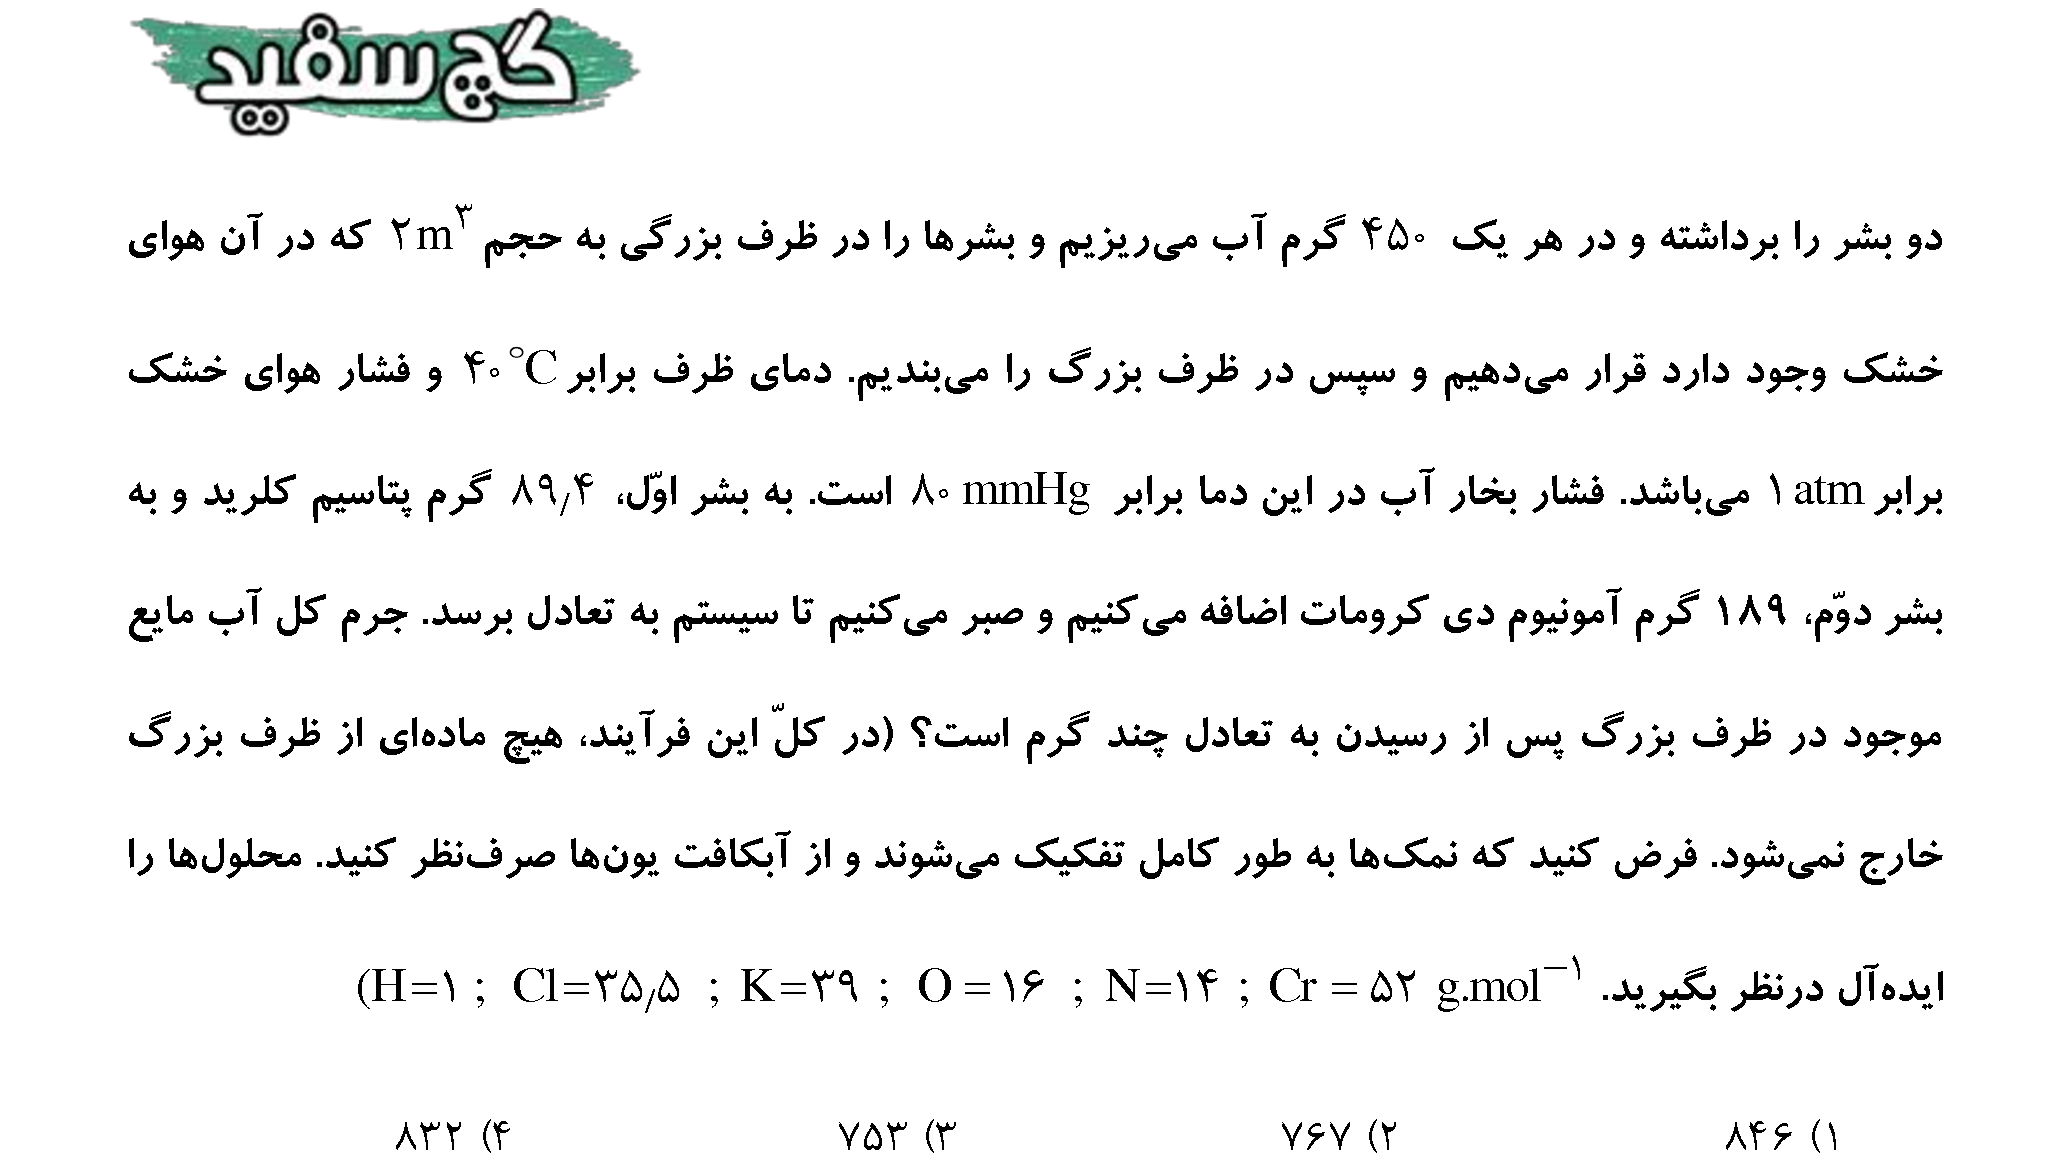 گچ سفید
دو بشر را برداشته و در هر یک ۴۵۰ گرم آب می‌ریزیم و بشرها را در ظرف بزرگی به حجم ۲m³ که در آن هوای
خشک وجود دارد قرار می‌دهیم و سپس در ظرف بزرگ را می‌بندیم. دمای ظرف برابر ۴۰°C و فشار هوای خشک
برابر ۱atm می‌باشد. فشار بخار آب در این دما برابر ۸۰ mmHg است. به بشر اوّل، ۸۹٫۴ گرم پتاسیم کلرید و به
بشر دوّم، ۱۸۹ گرم آمونیوم دی کرومات اضافه می‌کنیم و صبر می‌کنیم تا سیستم به تعادل برسد. جرم کل آب مایع
موجود در ظرف بزرگ پس از رسیدن به تعادل چند گرم است؟ (در کلّ این فرآیند، هیچ ماده‌ای از ظرف بزرگ
خارج نمی‌شود. فرض کنید که نمک‌ها به طور کامل تفکیک می‌شوند و از آبکافت یون‌ها صرف‌نظر کنید. محلول‌ها را
ایده‌آل درنظر بگیرید. H=۱ ; Cl=۳۵٫۵ ; K=۳۹ ; O=۱۶ ; N=۱۴ ; Cr=۵۲ g.mol⁻¹)
۱) ۸۴۶ ۲) ۷۶۷ ۳) ۷۵۳ ۴) ۸۳۲